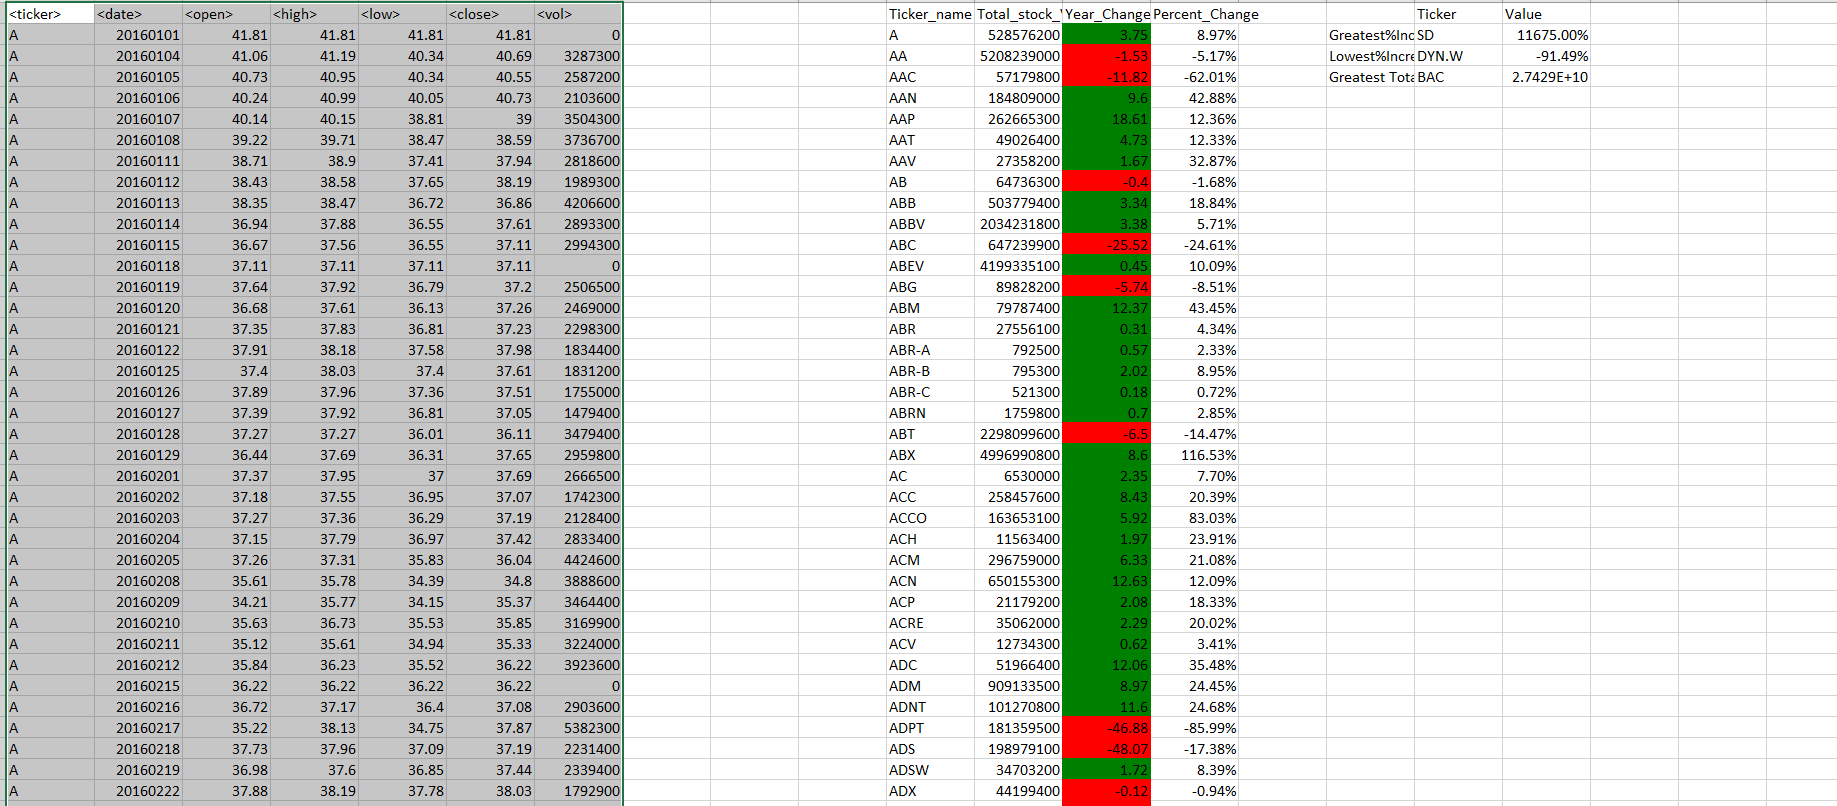 <ticker> <date> <open> <high> <low> <close> <vol> Ticker_name Total_stock_ Year_Change Percent_Change Ticker Value
A 20160101 41.81 41.81 41.81 41.81 0 A 528576200 3.75 8.97% Greatest%Inc SD 11675.00%
A 20160104 41.06 41.19 40.34 40.69 3287300 AA 5208239000 -1.53 -5.17% Lowest%Incre DYN.W -91.49%
A 20160105 40.73 40.95 40.34 40.55 2587200 AAC 57179800 -11.82 -62.01% Greatest Tota BAC 2.7429E+10
A 20160106 40.24 40.99 40.05 40.73 2103600 AAN 184809000 9.6 42.88%
A 20160107 40.14 40.15 38.81 39 3504300 AAP 262665300 18.61 12.36%
A 20160108 39.22 39.71 38.47 38.59 3736700 AAT 49026400 4.73 12.33%
A 20160111 38.71 38.9 37.41 37.94 2818600 AAV 27358200 1.67 32.87%
A 20160112 38.43 38.58 37.65 38.19 1989300 AB 64736300 -0.4 -1.68%
A 20160113 38.35 38.47 36.72 36.86 4206600 ABB 503779400 3.34 18.84%
A 20160114 36.94 37.88 36.55 37.61 2893300 ABBV 2034231800 3.38 5.71%
A 20160115 36.67 37.56 36.55 37.11 2994300 ABC 647239900 -25.52 -24.61%
A 20160118 37.11 37.11 37.11 37.11 0 ABEV 4199335100 0.45 10.09%
A 20160119 37.64 37.92 36.79 37.2 2506500 ABG 89828200 -5.74 -8.51%
A 20160120 36.68 37.61 36.13 37.26 2469000 ABM 79787400 12.37 43.45%
A 20160121 37.35 37.83 36.81 37.23 2298300 ABR 27556100 0.31 4.34%
A 20160122 37.91 38.18 37.58 37.98 1834400 ABR-A 792500 0.57 2.33%
A 20160125 37.4 38.03 37.4 37.61 1831200 ABR-B 795300 2.02 8.95%
A 20160126 37.89 37.96 37.36 37.51 1755000 ABR-C 521300 0.18 0.72%
A 20160127 37.39 37.92 36.81 37.05 1479400 ABRN 1759800 0.7 2.85%
A 20160128 37.27 37.27 36.01 36.11 3479400 ABT 2298099600 -6.5 -14.47%
A 20160129 36.44 37.69 36.31 37.65 2959800 ABX 4996990800 8.6 116.53%
A 20160201 37.37 37.95 37 37.69 2666500 AC 6530000 2.35 7.70%
A 20160202 37.18 37.55 36.95 37.07 1742300 ACC 258457600 8.43 20.39%
A 20160203 37.27 37.36 36.29 37.19 2128400 ACCO 163653100 5.92 83.03%
A 20160204 37.15 37.79 36.97 37.42 2833400 ACH 11563400 1.97 23.91%
A 20160205 37.26 37.31 35.83 36.04 4424600 ACM 296759000 6.33 21.08%
A 20160208 35.61 35.78 34.39 34.8 3888600 ACN 650155300 12.63 12.09%
A 20160209 34.21 35.77 34.15 35.37 3464400 ACP 21179200 2.08 18.33%
A 20160210 35.63 36.73 35.53 35.85 3169900 ACRE 35062000 2.29 20.02%
A 20160211 35.12 35.61 34.94 35.33 3224000 ACV 12734300 0.62 3.41%
A 20160212 35.84 36.23 35.52 36.22 3923600 ADC 51966400 12.06 35.48%
A 20160215 36.22 36.22 36.22 36.22 0 ADM 909133500 8.97 24.45%
A 20160216 36.72 37.17 36.4 37.08 2903600 ADNT 101270800 11.6 24.68%
A 20160217 35.22 38.13 34.75 37.87 5382300 ADPT 181359500 -46.88 -85.99%
A 20160218 37.73 37.96 37.09 37.19 2231400 ADS 198979100 -48.07 -17.38%
A 20160219 36.98 37.6 36.85 37.44 2339400 ADSW 34703200 1.72 8.39%
A 20160222 37.88 38.19 37.78 38.03 1792900 ADX 44199400 -0.12 -0.94%